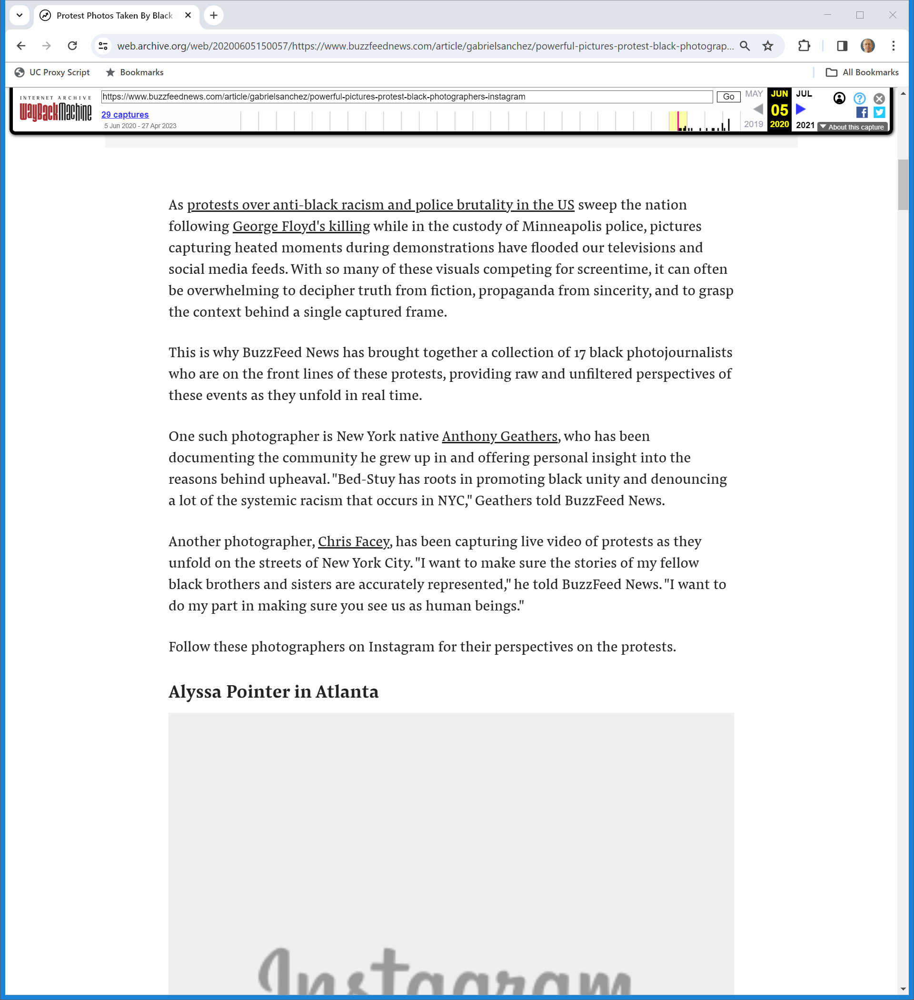 Protest Photos Taken By Black
web.archive.org/web/20200605150057/https://www.buzzfeednews.com/article/gabrielsanchez/powerful-pictures-protest-black-photograp...
UC Proxy Script Bookmarks All Bookmarks
INTERNET ARCHIVE
WayBackMachine
https://www.buzzfeednews.com/article/gabrielsanchez/powerful-pictures-protest-black-photographers-instagram
Go
MAY JUN JUL
29 captures
05
5 Jun 2020 - 27 Apr 2023
2019 2020 2021
About this capture
As protests over anti-black racism and police brutality in the US sweep the nation
following George Floyd's killing while in the custody of Minneapolis police, pictures
capturing heated moments during demonstrations have flooded our televisions and
social media feeds. With so many of these visuals competing for screentime, it can often
be overwhelming to decipher truth from fiction, propaganda from sincerity, and to grasp
the context behind a single captured frame.
This is why BuzzFeed News has brought together a collection of 17 black photojournalists
who are on the front lines of these protests, providing raw and unfiltered perspectives of
these events as they unfold in real time.
One such photographer is New York native Anthony Geathers, who has been
documenting the community he grew up in and offering personal insight into the
reasons behind upheaval. "Bed-Stuy has roots in promoting black unity and denouncing
a lot of the systemic racism that occurs in NYC," Geathers told BuzzFeed News.
Another photographer, Chris Facey, has been capturing live video of protests as they
unfold on the streets of New York City. "I want to make sure the stories of my fellow
black brothers and sisters are accurately represented," he told BuzzFeed News. "I want to
do my part in making sure you see us as human beings."
Follow these photographers on Instagram for their perspectives on the protests.
Alyssa Pointer in Atlanta
Instagram